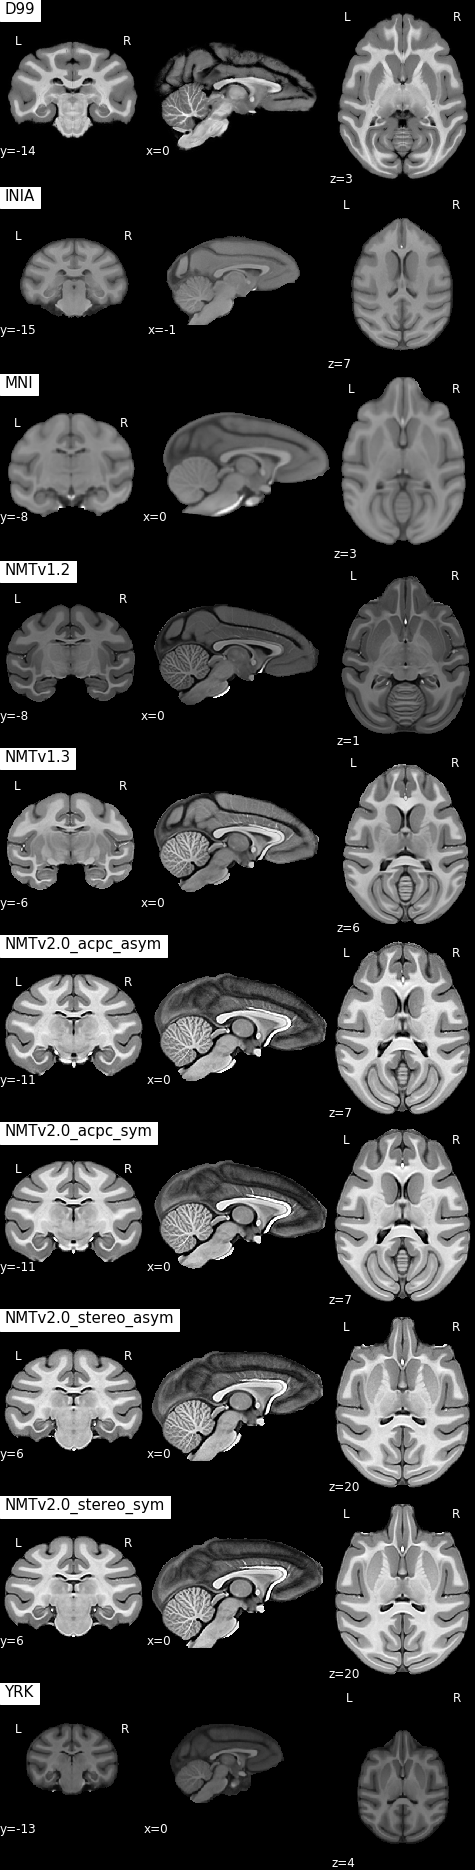 D99
L R L R
y=-14 x=0 z=3
INIA
L R L R
y=-15 x=-1 z=7
MNI
L R L R
y=-8 x=0 z=3
NMTv1.2
L R L R
y=-8 x=0 z=1
NMTv1.3
L R L R
y=-6 x=0 z=6
NMTv2.0_acpc_asym
L R L R
y=-11 x=0 z=7
NMTv2.0_acpc_sym
L R L R
y=-11 x=0 z=7
NMTv2.0_stereo_asym
L R L R
y=6 x=0 z=20
NMTv2.0_stereo_sym
L R L R
y=6 x=0 z=20
YRK
L R L R
y=-13 x=0 z=4